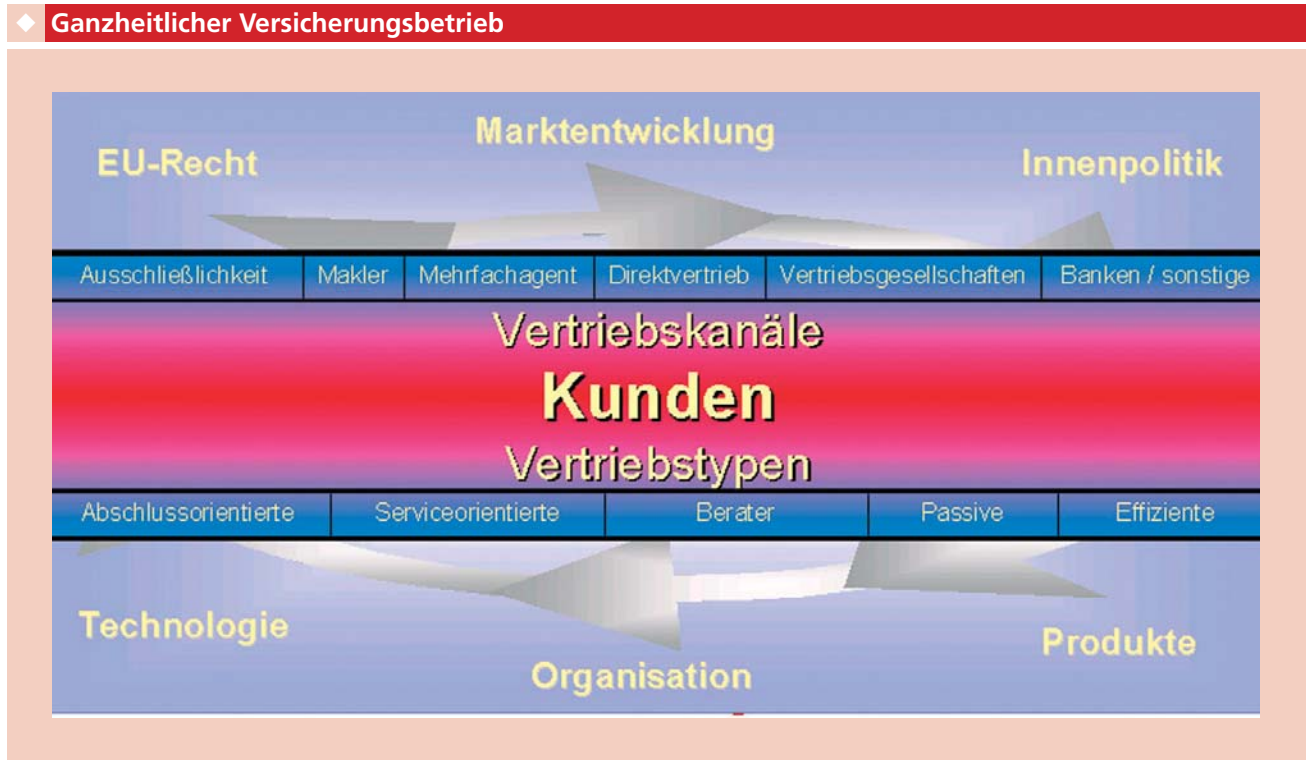 Ganzheitlicher Versicherungsbetrieb
Marktentwicklung
EU-Recht
Innenpolitik
Ausschließlichkeit Makler Mehrfachagent Direktvertrieb Vertriebsgesellschaften Banken / sonstige
Vertriebskanäle
Kunden
Vertriebstypen
Abschlussorientierte Serviceorientierte Berater Passive Effiziente
Technologie
Produkte
Organisation